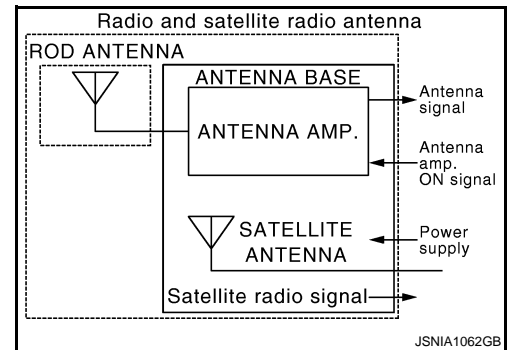 Radio and satellite radio antenna
ROD ANTENNA
ANTENNA BASE
ANTENNA AMP.
Antenna
signal
Antenna
amp.
ON signal
SATELLITE
ANTENNA
Power
supply
Satellite radio signal
JSNIA1062GB